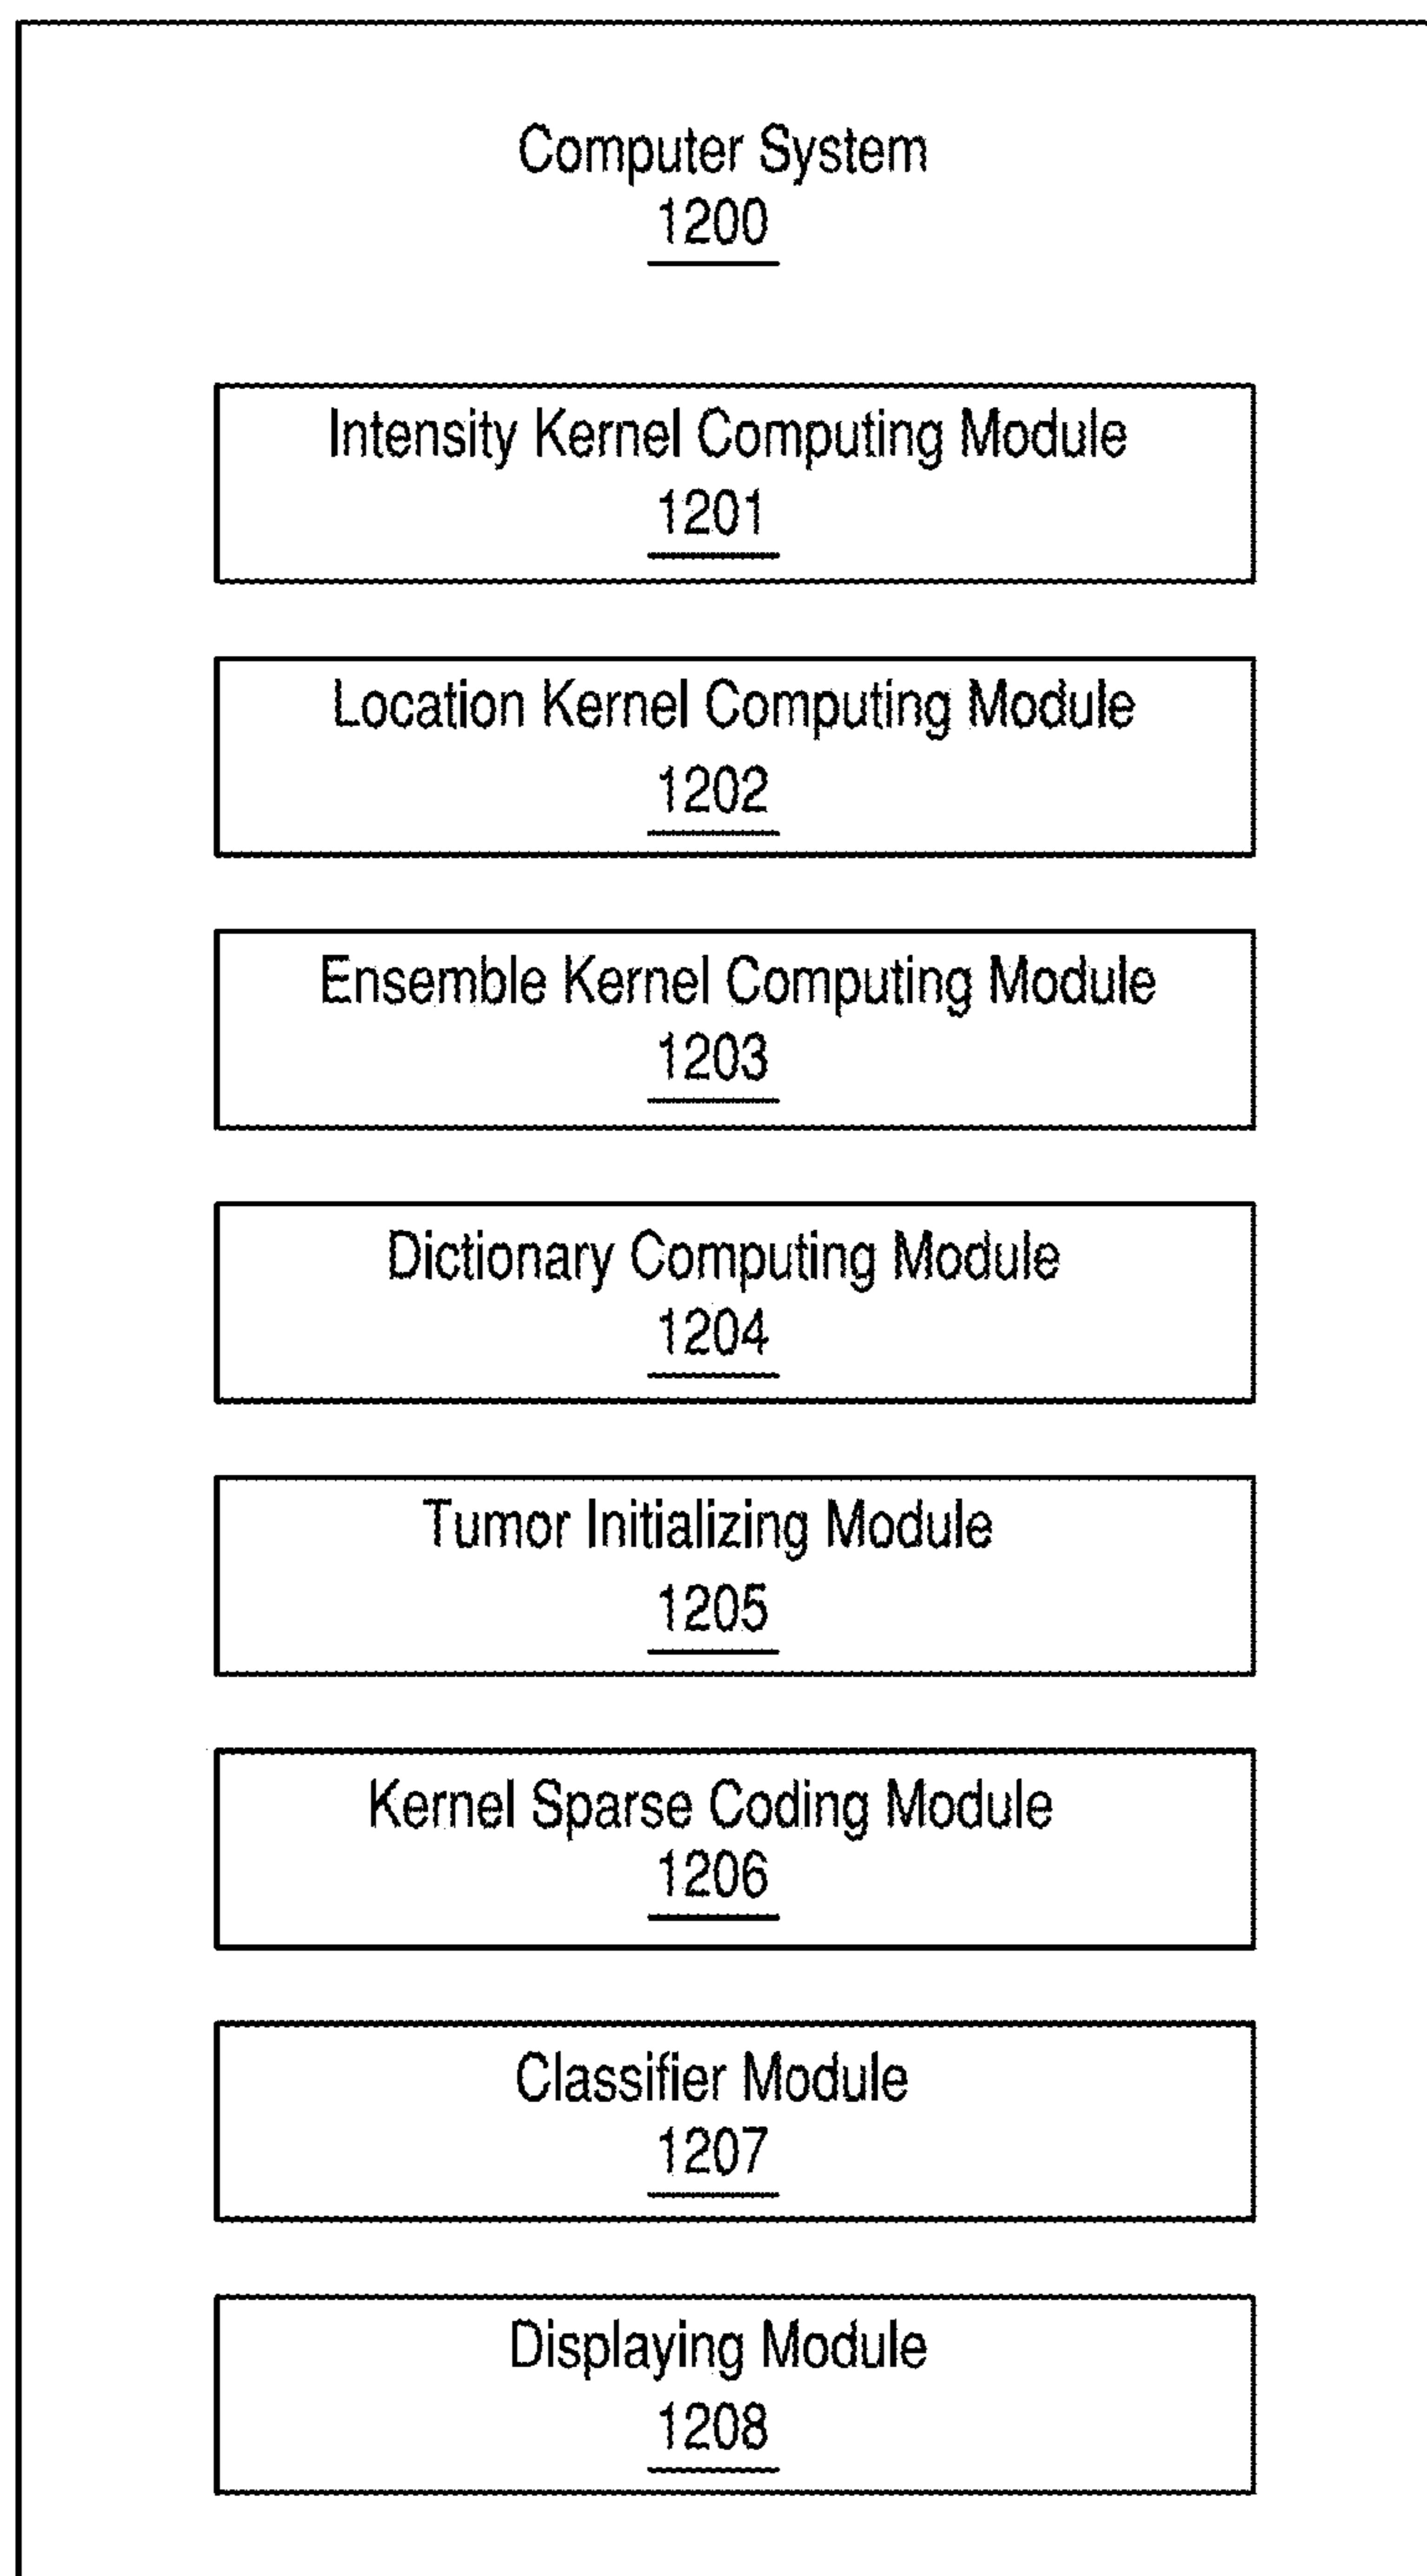 Computer System
1200
Intensity Kernel Computing Module
1201
Location Kernel Computing Module
1202
Ensemble Kernel Computing Module
1203
Dictionary Computing Module
1204
Tumor Initializing Module
1205
Kernel Sparse Coding Module
1206
Classifier Module
1207
Displaying Module
1208